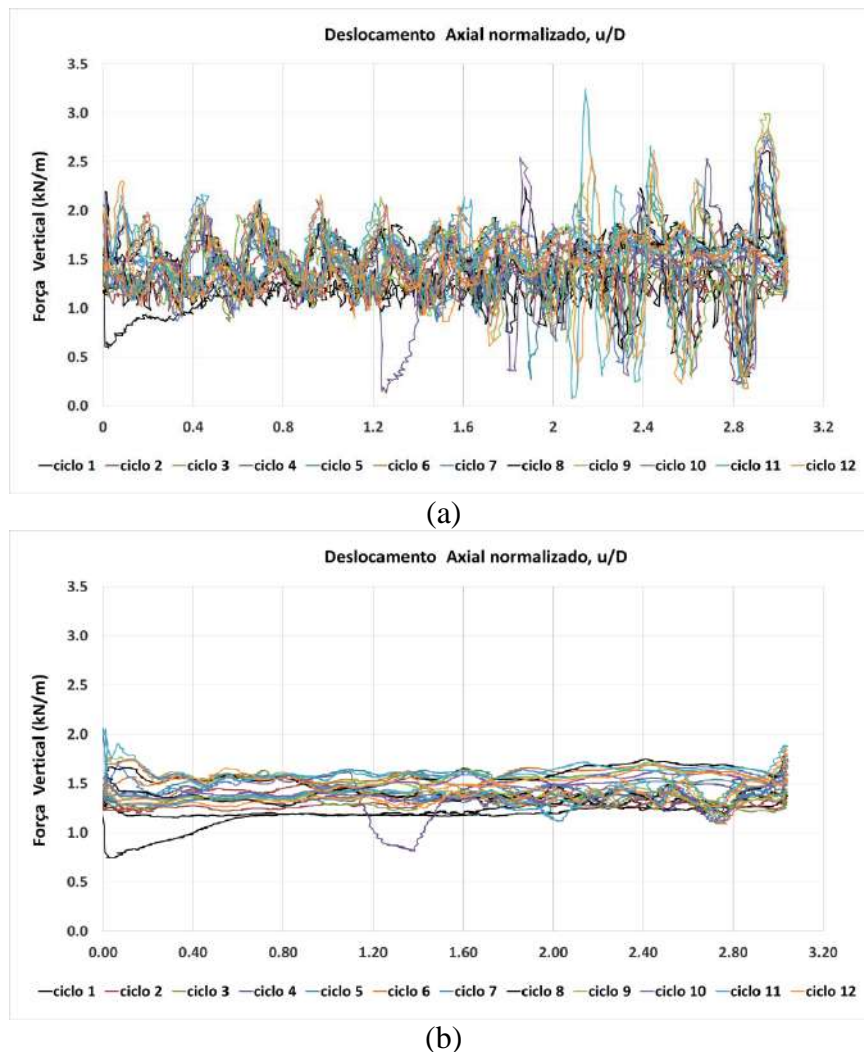 Deslocamento Axial normalizado, u/D
3.5
3.0
2.5
2.0
1.5
1.0
0.5
0.0
Força Vertical (kN/m)
0 0.4 0.8 1.2 1.6 2 2.4 2.8 3.2
ciclo 1 ciclo 2 ciclo 3 ciclo 4 ciclo 5 ciclo 6 ciclo 7 ciclo 8 ciclo 9 ciclo 10 ciclo 11 ciclo 12
(a)
Deslocamento Axial normalizado, u/D
3.5
3.0
2.5
2.0
1.5
1.0
0.5
0.0
Força Vertical (kN/m)
0.00 0.40 0.80 1.20 1.60 2.00 2.40 2.80 3.20
ciclo 1 ciclo 2 ciclo 3 ciclo 4 ciclo 5 ciclo 6 ciclo 7 ciclo 8 ciclo 9 ciclo 10 ciclo 11 ciclo 12
(b)